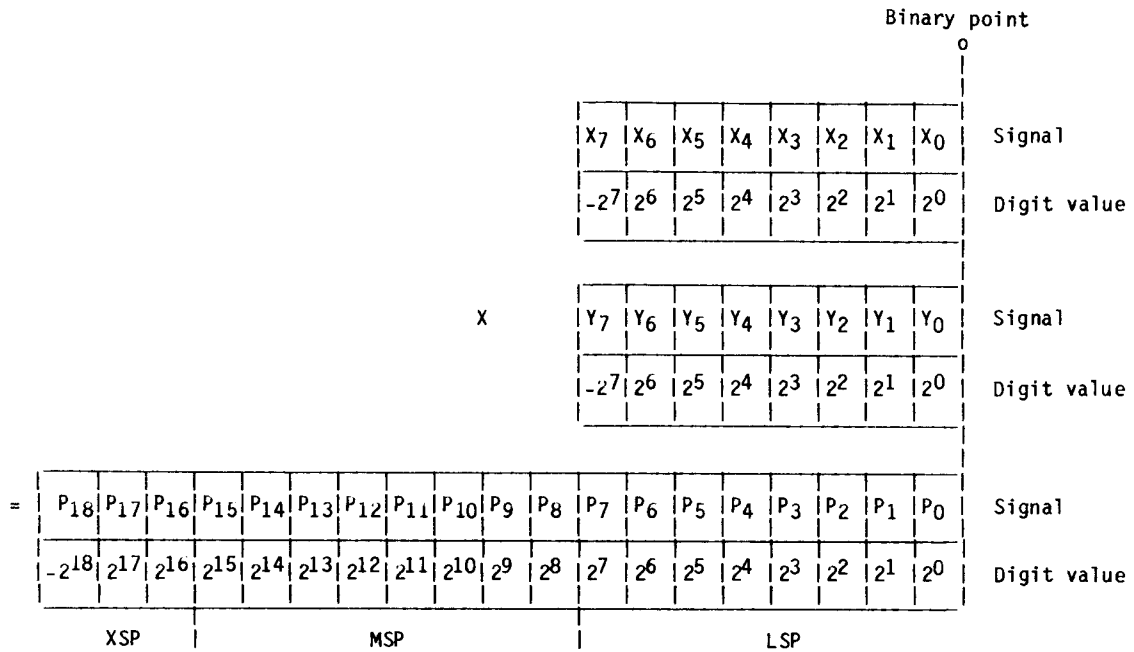 Binary point
o
X7 X6 X5 X4 X3 X2 X1 X0 Signal
-2^7 2^6 2^5 2^4 2^3 2^2 2^1 2^0 Digit value
X Y7 Y6 Y5 Y4 Y3 Y2 Y1 Y0 Signal
-2^7 2^6 2^5 2^4 2^3 2^2 2^1 2^0 Digit value
= P18 P17 P16 P15 P14 P13 P12 P11 P10 P9 P8 P7 P6 P5 P4 P3 P2 P1 P0 Signal
-2^18 2^17 2^16 2^15 2^14 2^13 2^12 2^11 2^10 2^9 2^8 2^7 2^6 2^5 2^4 2^3 2^2 2^1 2^0 Digit value
XSP MSP LSP